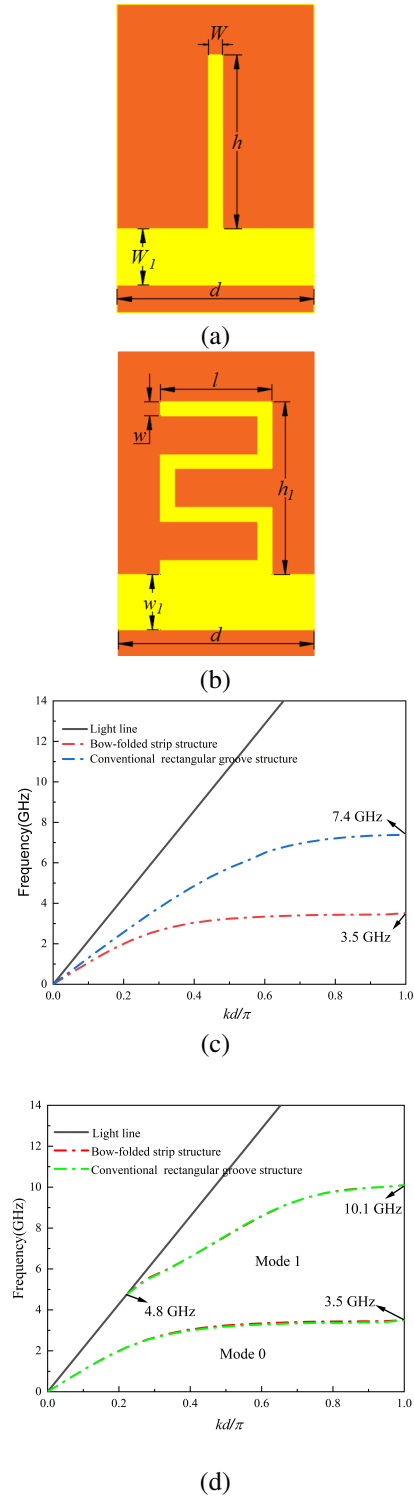 W
h
W1
d
(a)
l
w
h1
w1
d
(b)
14
12
10
8
6
4
2
0
Frequency(GHz)
Light line
Bow-folded strip structure
Conventional rectangular groove structure
7.4 GHz
3.5 GHz
0.0 0.2 0.4 0.6 0.8 1.0
kd/π
(c)
14
12
10
8
6
4
2
0
Frequency(GHz)
Light line
Bow-folded strip structure
Conventional rectangular groove structure
10.1 GHz
Mode 1
4.8 GHz
3.5 GHz
Mode 0
0.0 0.2 0.4 0.6 0.8 1.0
kd/π
(d)